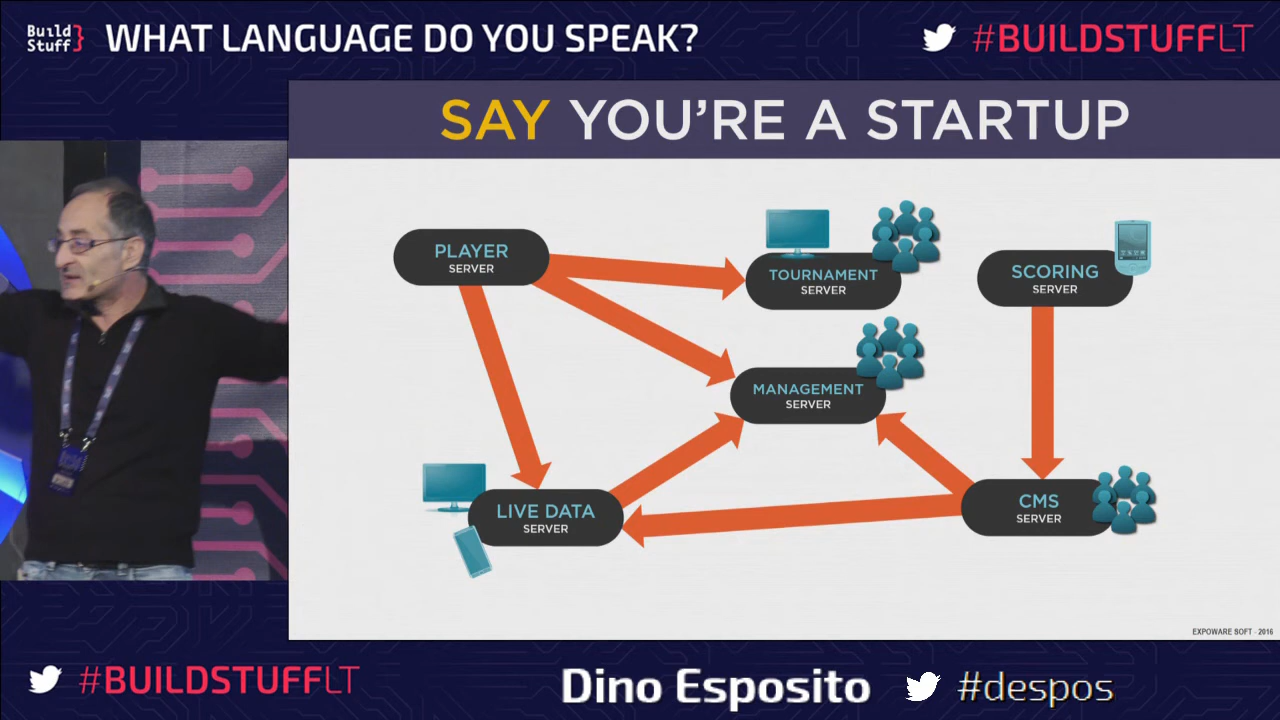 Build
Stuff
WHAT LANGUAGE DO YOU SPEAK?
#BUILDSTUFFLT
SAY YOU'RE A STARTUP
PLAYER
SERVER
TOURNAMENT
SERVER
SCORING
SERVER
MANAGEMENT
SERVER
LIVE DATA
SERVER
CMS
SERVER
EXPOWARE SOFT - 2016
#BUILDSTUFFLT
Dino Esposito
#despos